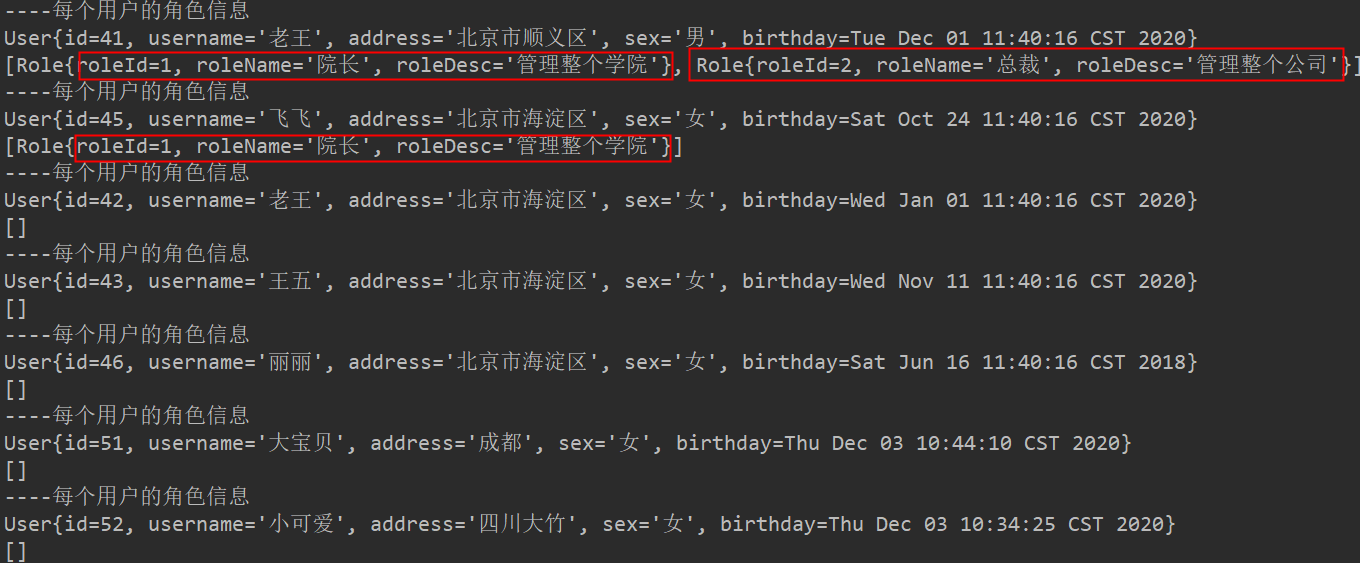 ----每个用户的角色信息
User{id=41, username='老王', address='北京市顺义区', sex='男', birthday=Tue Dec 01 11:40:16 CST 2020}
[Role{roleId=1, roleName='院长', roleDesc='管理整个学院'}, Role{roleId=2, roleName='总裁', roleDesc='管理整个公司'}]
----每个用户的角色信息
User{id=45, username='飞飞', address='北京市海淀区', sex='女', birthday=Sat Oct 24 11:40:16 CST 2020}
[Role{roleId=1, roleName='院长', roleDesc='管理整个学院'}]
----每个用户的角色信息
User{id=42, username='老王', address='北京市海淀区', sex='女', birthday=Wed Jan 01 11:40:16 CST 2020}
[]
----每个用户的角色信息
User{id=43, username='王五', address='北京市海淀区', sex='女', birthday=Wed Nov 11 11:40:16 CST 2020}
[]
----每个用户的角色信息
User{id=46, username='丽丽', address='北京市海淀区', sex='女', birthday=Sat Jun 16 11:40:16 CST 2018}
[]
----每个用户的角色信息
User{id=51, username='大宝贝', address='成都', sex='女', birthday=Thu Dec 03 10:44:10 CST 2020}
[]
----每个用户的角色信息
User{id=52, username='小可爱', address='四川大竹', sex='女', birthday=Thu Dec 03 10:34:25 CST 2020}
[]